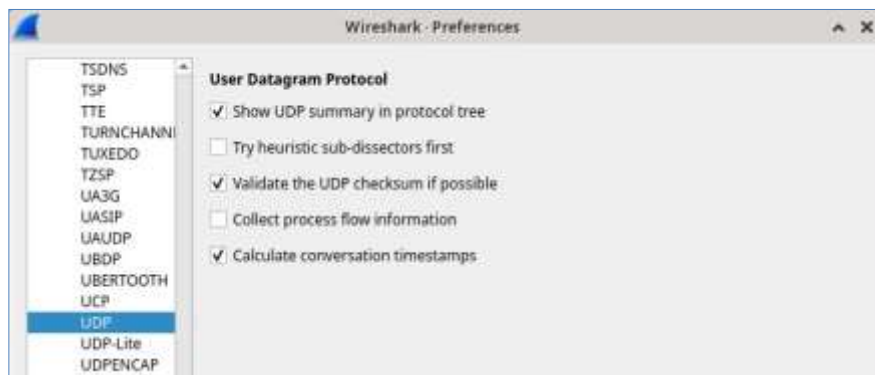 Wireshark · Preferences
TSDNS
TSP
TTE
TURNCHANNI
TUXEDO
TZSP
UA3G
UASIP
UAUDP
UBDP
UBERTOOTH
UCP
UDP
UDP-Lite
UDPENCAP
User Datagram Protocol
Show UDP summary in protocol tree
Try heuristic sub-dissectors first
Validate the UDP checksum if possible
Collect process flow information
Calculate conversation timestamps